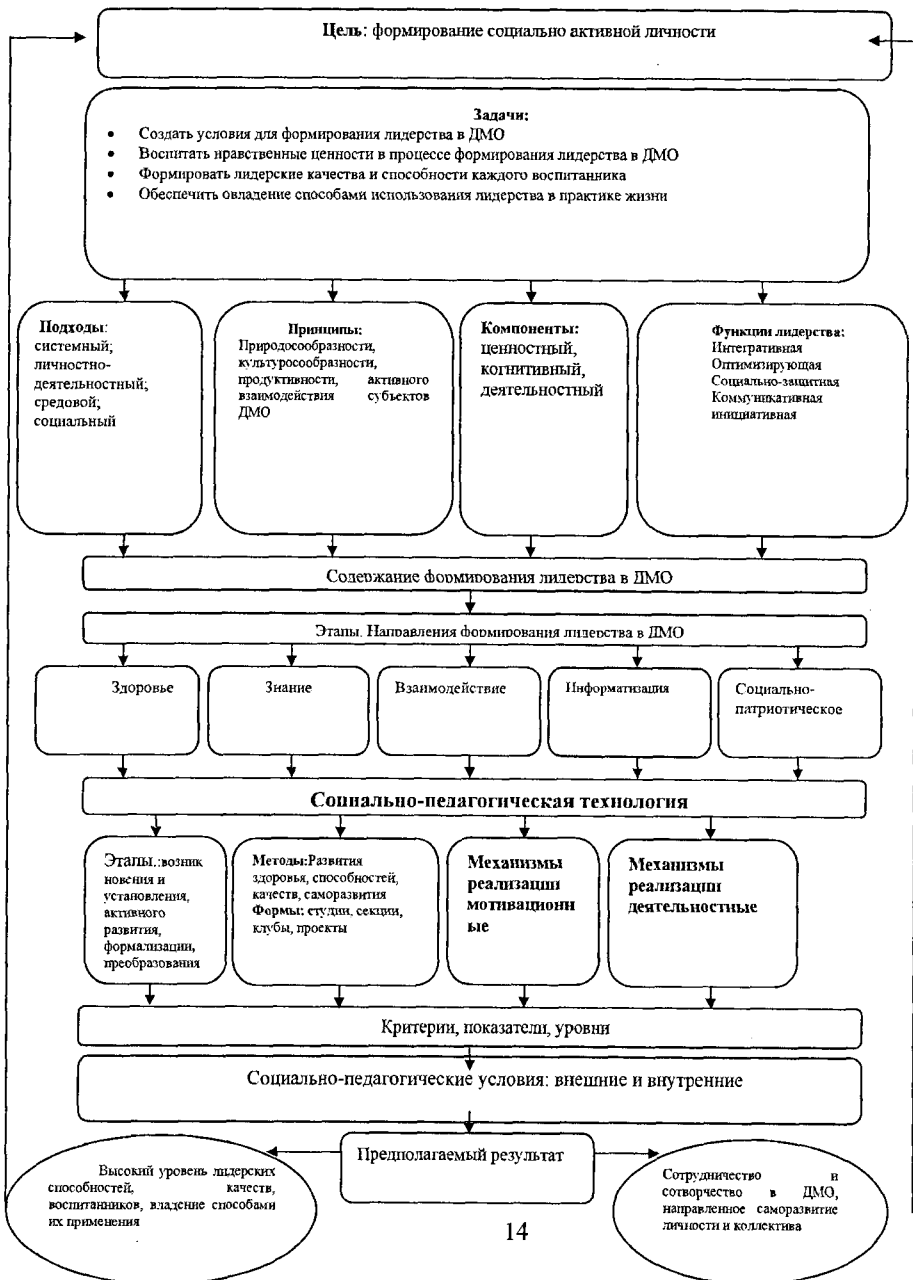 Цель: формирование социально активной личности
Задачи:
• Создать условия для формирования лидерства в ДМО
• Воспитать нравственные ценности в процессе формирования лидерства в ДМО
• Формировать лидерские качества и способности каждого воспитанника
• Обеспечить овладение способами использования лидерства в практике жизни
Подходы:
системный;
личностно-
деятельностный;
средовой;
социальный
Принципы:
Природосообразности,
культуросообразности,
продуктивности, активного
взаимодействия субъектов
ДМО
Компоненты:
ценностный,
когнитивный,
деятельностный
Функции лидерства:
Интегративная
Оптимизирующая
Социально-защитная
Коммуникативная
инициативная
Содержание формирования лидерства в ДМО
Этапы. Направления формирования лидерства в ДМО
Здоровье
Знание
Взаимодействие
Информатизация
Социально-
патриотическое
Социально-педагогическая технология
Этапы.:возник
новения и
установления,
активного
развития,
формализации,
преобразования
Методы:Развития
здоровья, способностей,
качеств, саморазвития
Формы: студии, секции,
клубы, проекты
Механизмы
реализации
мотивационн
ые
Механизмы
реализации
деятельностные
Критерии, показатели, уровни
Социально-педагогические условия: внешние и внутренние
Предполагаемый результат
Высокий уровень лидерских
способностей, качеств,
воспитанников, владение способами
их применения
Сотрудничество и
сотворчество в ДМО,
направленное саморазвитие
личности и коллектива
14